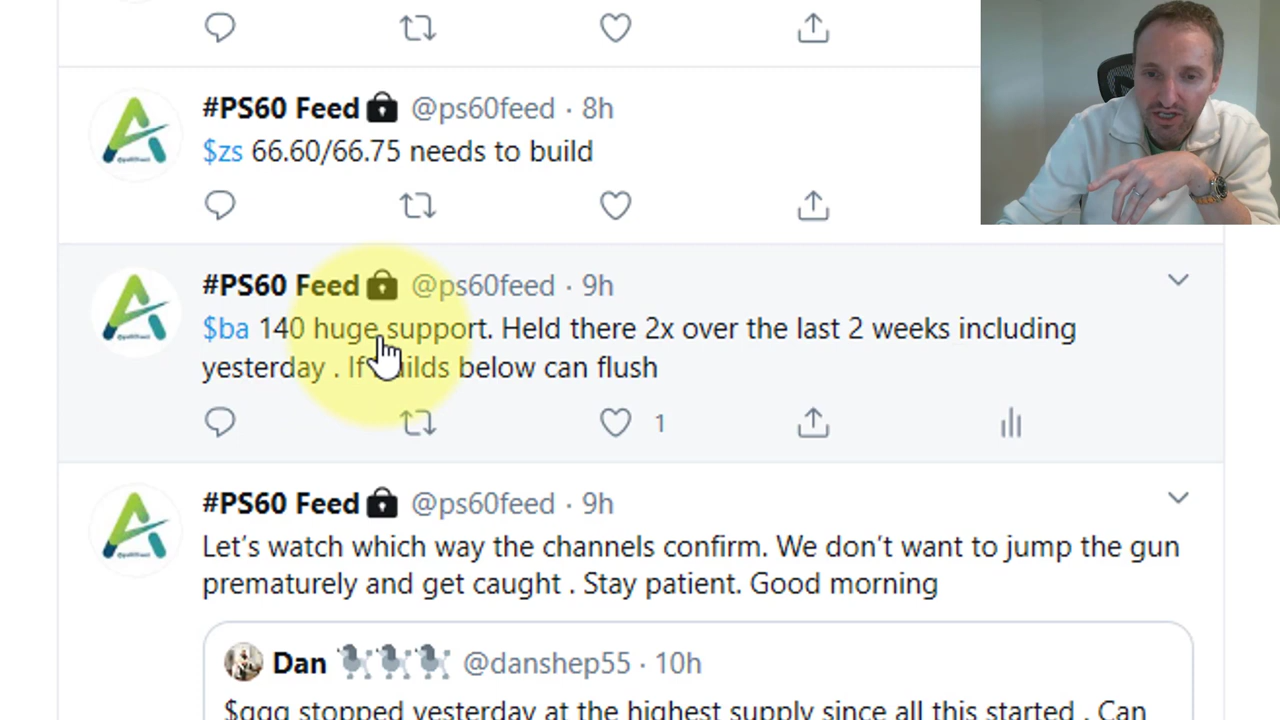 #PS60 Feed @ps60feed · 8h
$zs 66.60/66.75 needs to build
#PS60 Feed @ps60feed · 9h
$ba 140 huge support. Held there 2x over the last 2 weeks including
yesterday . If builds below can flush
1
#PS60 Feed @ps60feed · 9h
Let's watch which way the channels confirm. We don't want to jump the gun
prematurely and get caught . Stay patient. Good morning
Dan @danshep55 · 10h
$qqq stopped yesterday at the highest supply since all this started . Can